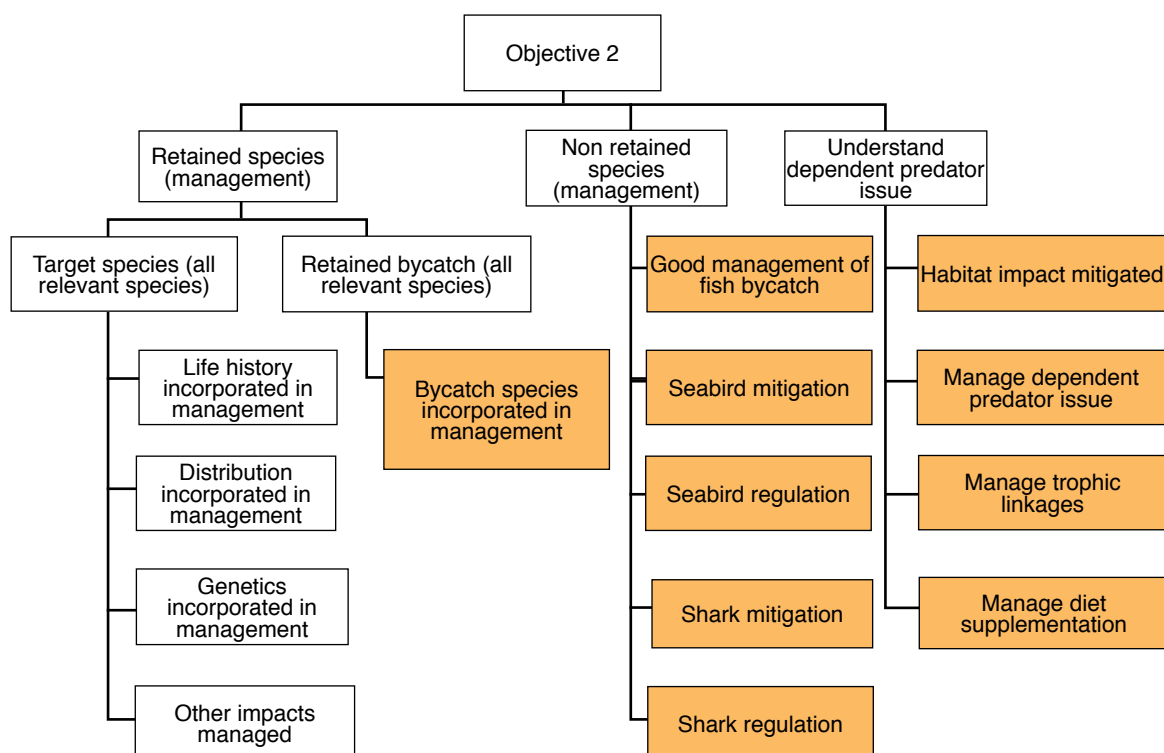 Objective 2
Retained species
(management)
Non retained
species
(management)
Understand
dependent predator
issue
Target species (all
relevant species)
Retained bycatch (all
relevant species)
Good management of
fish bycatch
Habitat impact mitigated
Life history
incorporated in
management
Bycatch species
incorporated in
management
Seabird mitigation
Manage dependent
predator issue
Distribution
incorporated in
management
Seabird regulation
Manage trophic
linkages
Genetics
incorporated in
management
Shark mitigation
Manage diet
supplementation
Other impacts
managed
Shark regulation